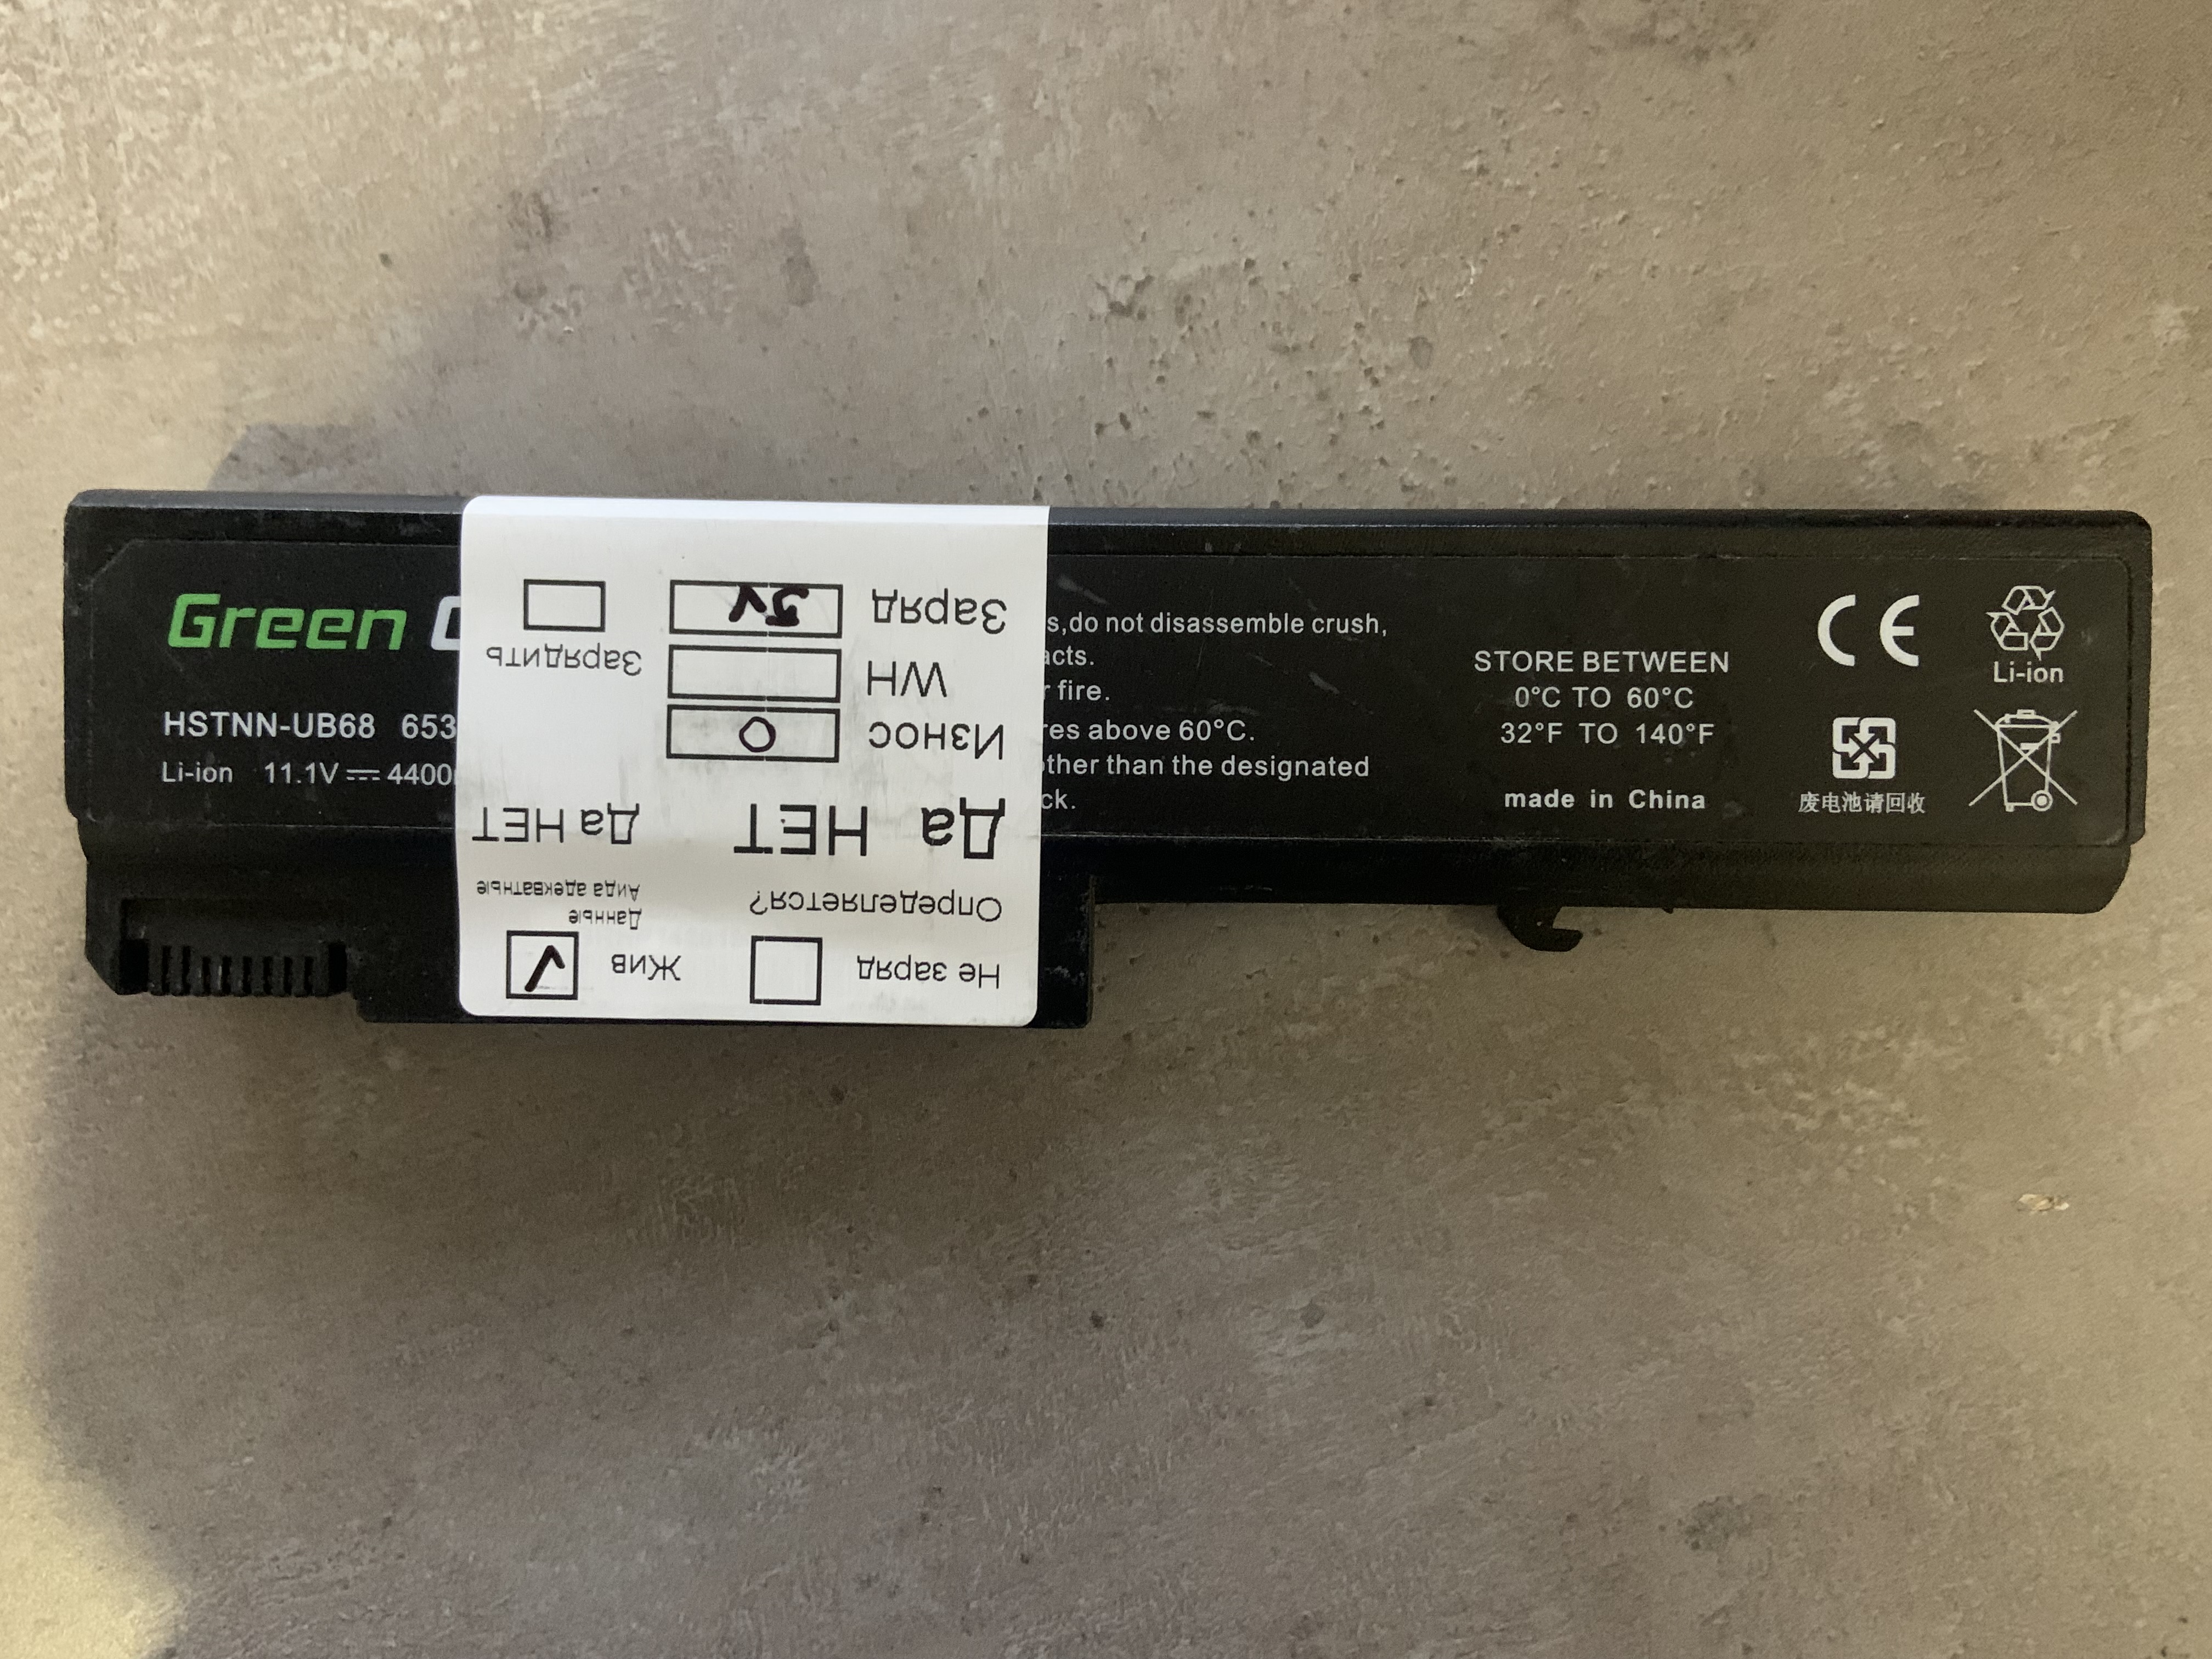 Green C
HSTNN-UB68 653
Li-ion 11.1V 4400
Не заряд Жив
Определяется? Данные
Аида адекватные
Да НЕТ Да НЕТ
Износ 0
WH Зарядить
Заряд
s,do not disassemble crush,
acts.
r fire.
res above 60°C.
other than the designated
ck.
STORE BETWEEN
0°C TO 60°C
32°F TO 140°F
made in China
CE
Li-ion
废电池请回收